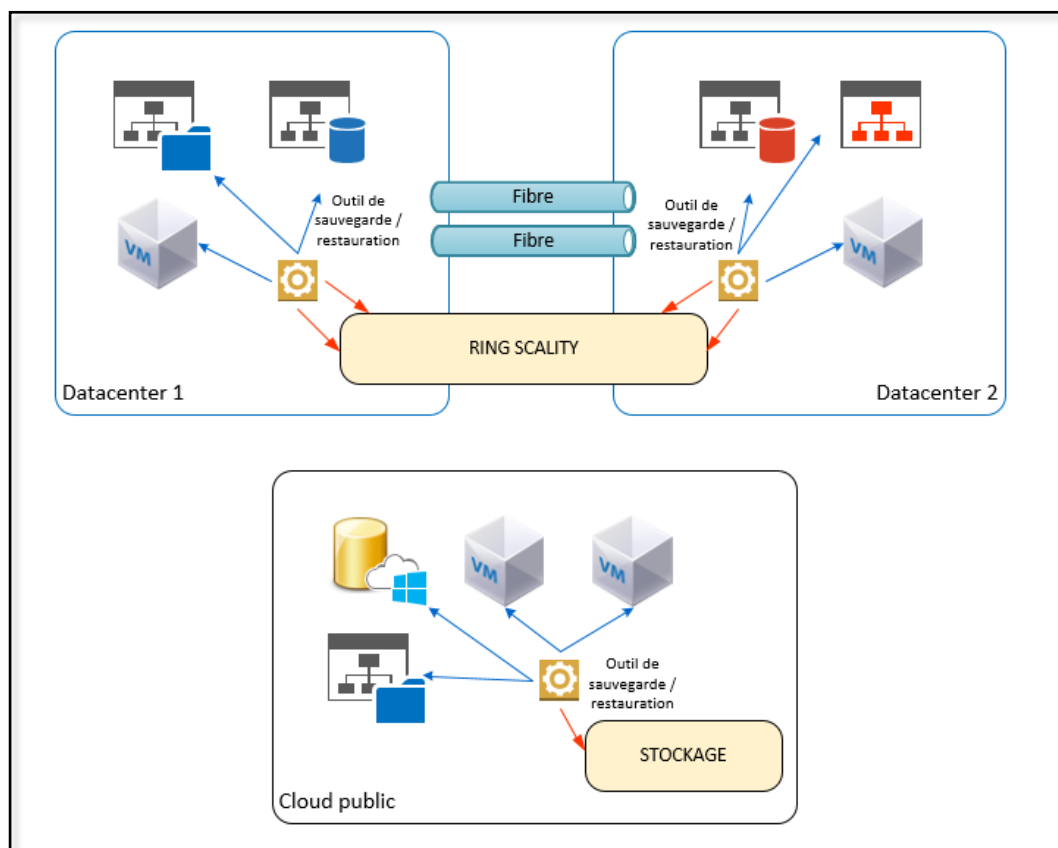 Outil de
sauvegarde /
restauration
VM
Datacenter 1
Fibre
Fibre
Outil de
sauvegarde /
restauration
VM
Datacenter 2
RING SCALITY
VM
VM
Outil de
sauvegarde /
restauration
STOCKAGE
Cloud public